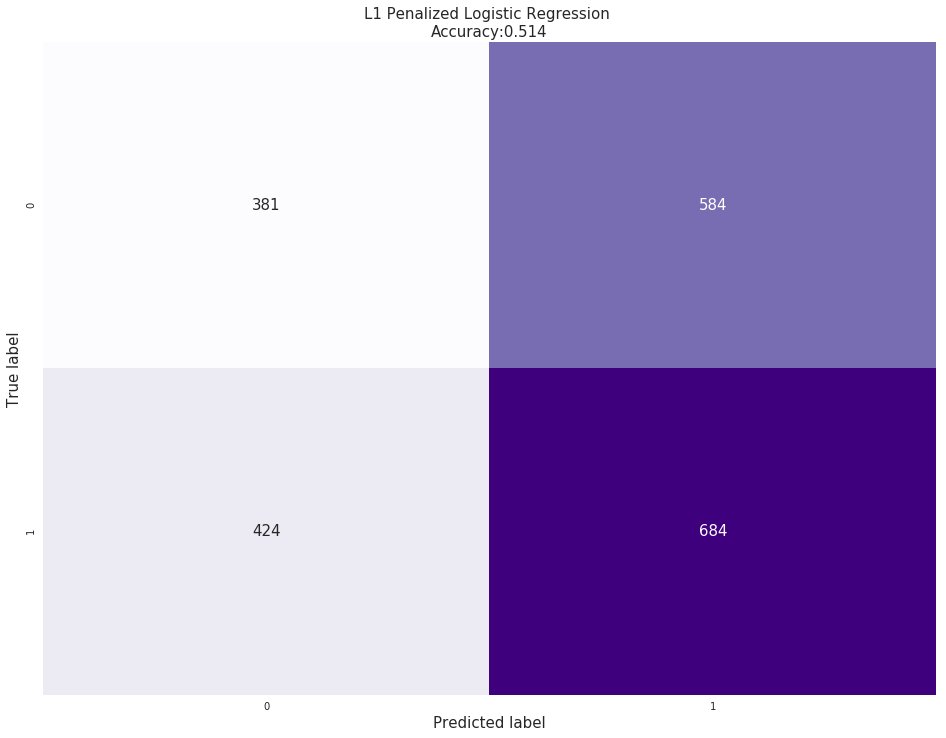 L1 Penalized Logistic Regression
Accuracy:0.514
0
381
584
True label
1
424
684
0
1
Predicted label